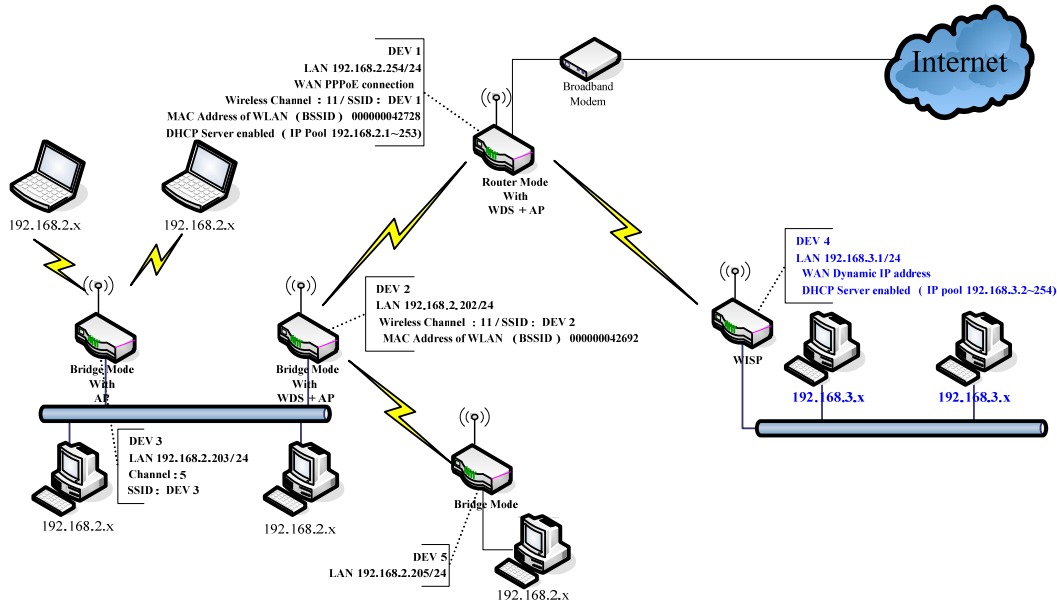 DEV 1
LAN 192.168.2.254/24
WAN PPPoE connection
Wireless Channel : 11 / SSID : DEV 1
MAC Address of WLAN (BSSID) 000000042728
DHCP Server enabled ( IP Pool 192.168.2.1~253)
Broadband
Modem
Internet
Router Mode
With
WDS + AP
192.168.2.x
192.168.2.x
DEV 2
LAN 192.168.2.202/24
Wireless Channel : 11 / SSID : DEV 2
MAC Address of WLAN (BSSID) 000000042692
DEV 4
LAN 192.168.3.1/24
WAN Dynamic IP address
DHCP Server enabled ( IP pool 192.168.3.2~254)
Bridge Mode
With
AP
Bridge Mode
With
WDS + AP
WISP
192.168.3.x
192.168.3.x
DEV 3
LAN 192.168.2.203/24
Channel : 5
SSID : DEV 3
192.168.2.x
192.168.2.x
Bridge Mode
DEV 5
LAN 192.168.2.205/24
192.168.2.x